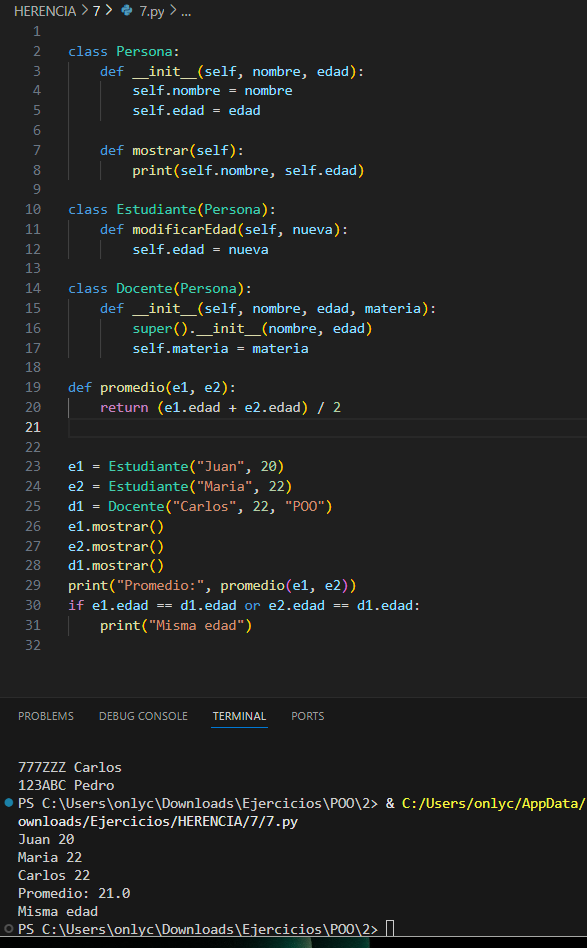 HERENCIA > 7 > 7.py > ...
1
2 class Persona:
3     def __init__(self, nombre, edad):
4         self.nombre = nombre
5         self.edad = edad
6
7     def mostrar(self):
8         print(self.nombre, self.edad)
9
10 class Estudiante(Persona):
11     def modificarEdad(self, nueva):
12         self.edad = nueva
13
14 class Docente(Persona):
15     def __init__(self, nombre, edad, materia):
16         super().__init__(nombre, edad)
17         self.materia = materia
18
19 def promedio(e1, e2):
20     return (e1.edad + e2.edad) / 2
21
22
23 e1 = Estudiante("Juan", 20)
24 e2 = Estudiante("Maria", 22)
25 d1 = Docente("Carlos", 22, "POO")
26 e1.mostrar()
27 e2.mostrar()
28 d1.mostrar()
29 print("Promedio:", promedio(e1, e2))
30 if e1.edad == d1.edad or e2.edad == d1.edad:
31     print("Misma edad")
32
PROBLEMS DEBUG CONSOLE TERMINAL PORTS
777ZZZ Carlos
123ABC Pedro
PS C:\Users\onlyc\Downloads\Ejercicios\POO\2> & C:/Users/onlyc/AppData/
ownloads/Ejercicios/HERENCIA/7/7.py
Juan 20
Maria 22
Carlos 22
Promedio: 21.0
Misma edad
PS C:\Users\onlyc\Downloads\Ejercicios\POO\2>